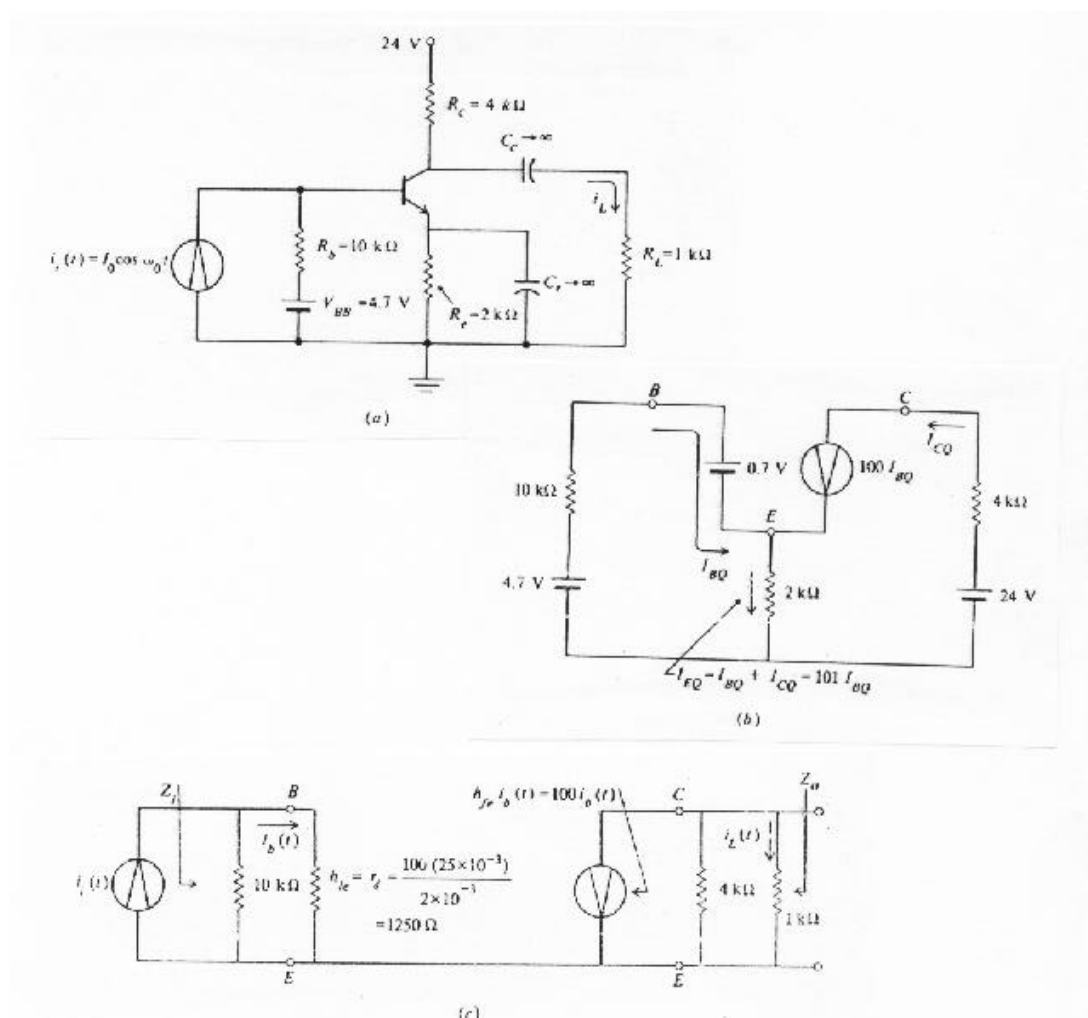 24 V
R_c = 4 kΩ
C_c → ∞
i_L
R_b = 10 kΩ
i_i (t) = I_0 cos ω_0 t
V_BB = 4.7 V
R_e = 2 kΩ
C_e → ∞
R_L = 1 kΩ
(a)
B
C
I_CQ
0.7 V
100 I_BQ
10 kΩ
4 kΩ
E
I_BQ
4.7 V
2 kΩ
24 V
I_EQ = I_BQ + I_CQ = 101 I_BQ
(b)
Z_i
B
h_fe i_b (t) = 100 i_b (t)
C
Z_o
i_b (t)
i_L (t)
i_i (t)
10 kΩ
h_ie = r_d = 100 (25×10^-3) / 2×10^-3
= 1250 Ω
4 kΩ
1 kΩ
E
E
(c)